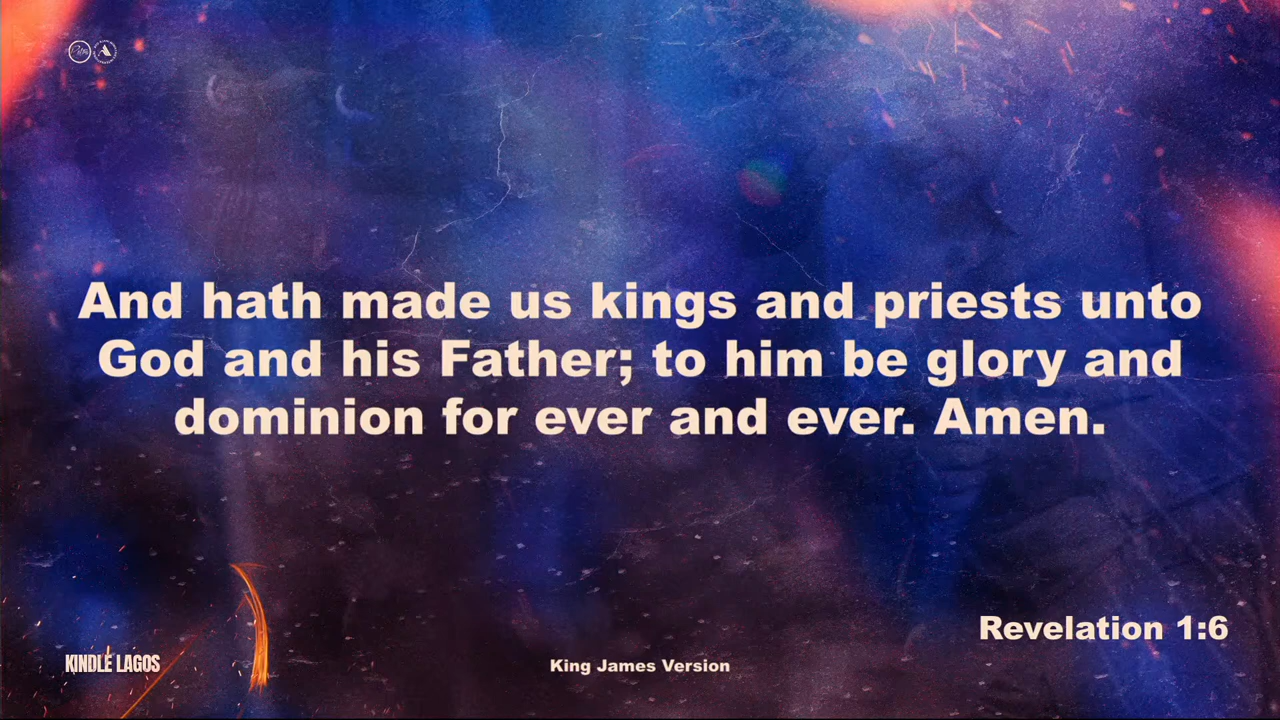 And hath made us kings and priests unto
God and his Father; to him be glory and
dominion for ever and ever. Amen.
Revelation 1:6
KINDLE LAGOS
King James Version